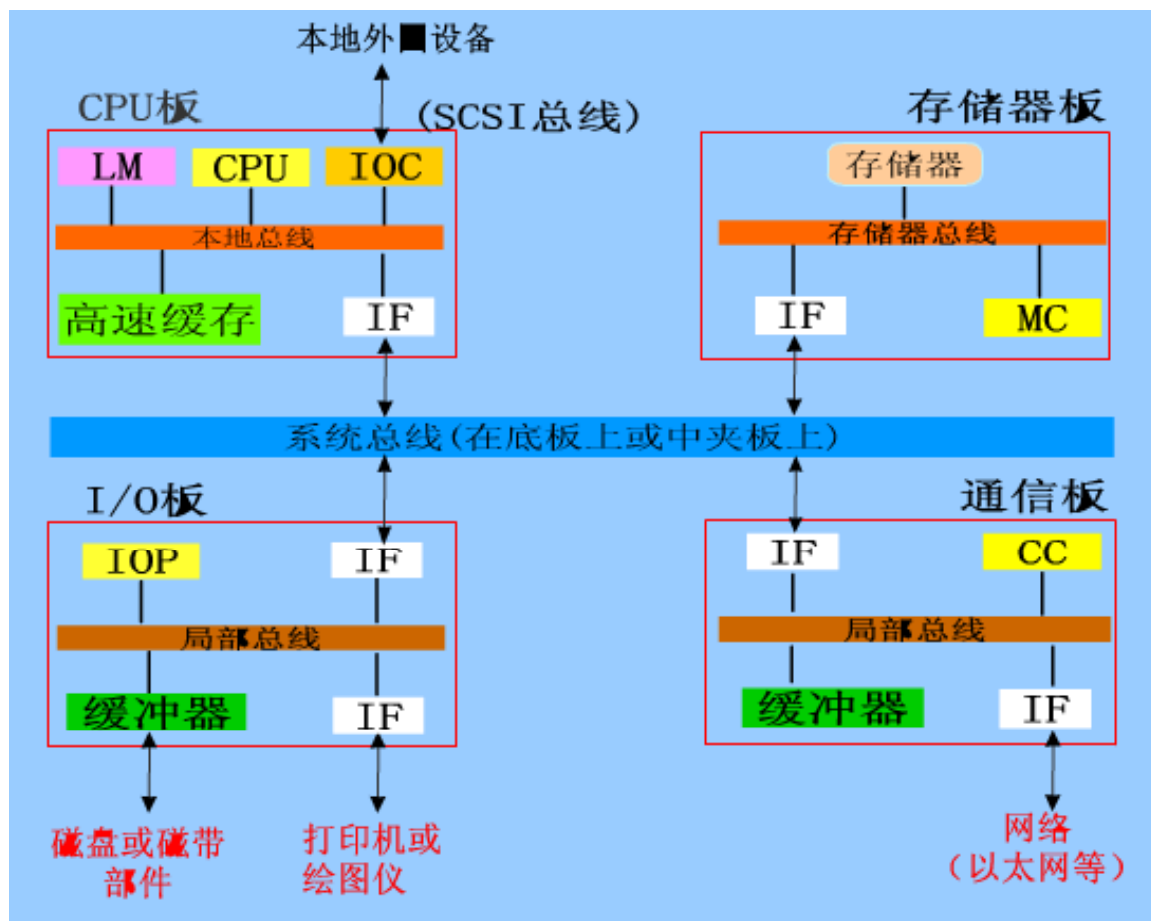 本地外设备
CPU板
(SCSI总线)
存储器板
LM
CPU
IOC
存储器
本地总线
存储器总线
高速缓存
IF
IF
MC
系统总线(在底板上或中夹板上)
I/O板
通信板
IOP
IF
IF
CC
局部总线
局部总线
缓冲器
IF
缓冲器
IF
磁盘或磁带
部件
打印机或
绘图仪
网络
(以太网等)